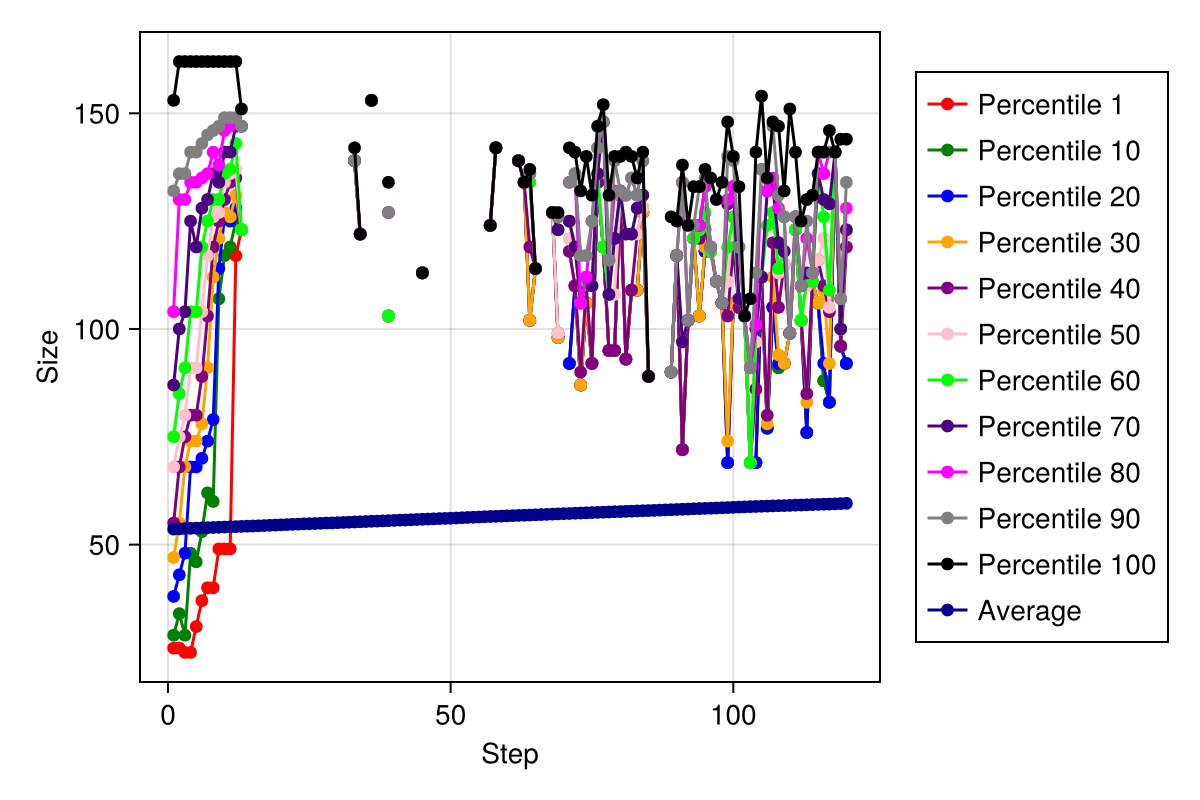 150
100
50
Size
0
50
100
Step
Percentile 1
Percentile 10
Percentile 20
Percentile 30
Percentile 40
Percentile 50
Percentile 60
Percentile 70
Percentile 80
Percentile 90
Percentile 100
Average